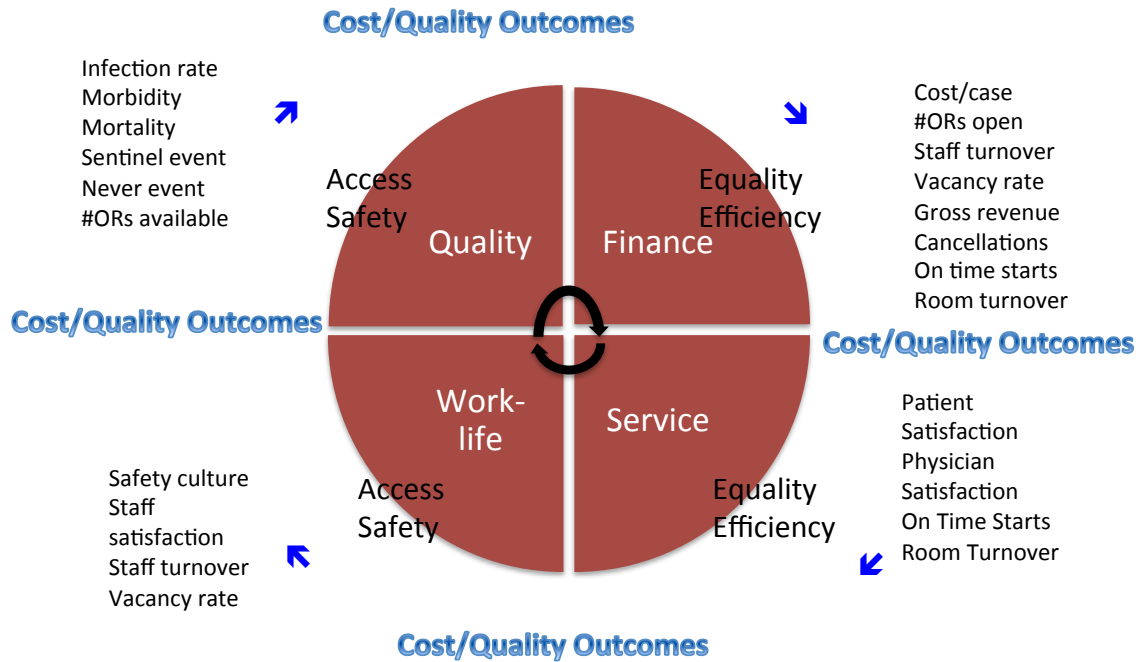 Cost/Quality Outcomes
Infection rate
Morbidity
Mortality
Sentinel event
Never event
#ORs available
Access
Safety
Quality
Finance
Equality
Efficiency
Cost/case
#ORs open
Staff turnover
Vacancy rate
Gross revenue
Cancellations
On time starts
Room turnover
Cost/Quality Outcomes
Cost/Quality Outcomes
Work-
life
Service
Access
Safety
Equality
Efficiency
Safety culture
Staff
satisfaction
Staff turnover
Vacancy rate
Patient
Satisfaction
Physician
Satisfaction
On Time Starts
Room Turnover
Cost/Quality Outcomes